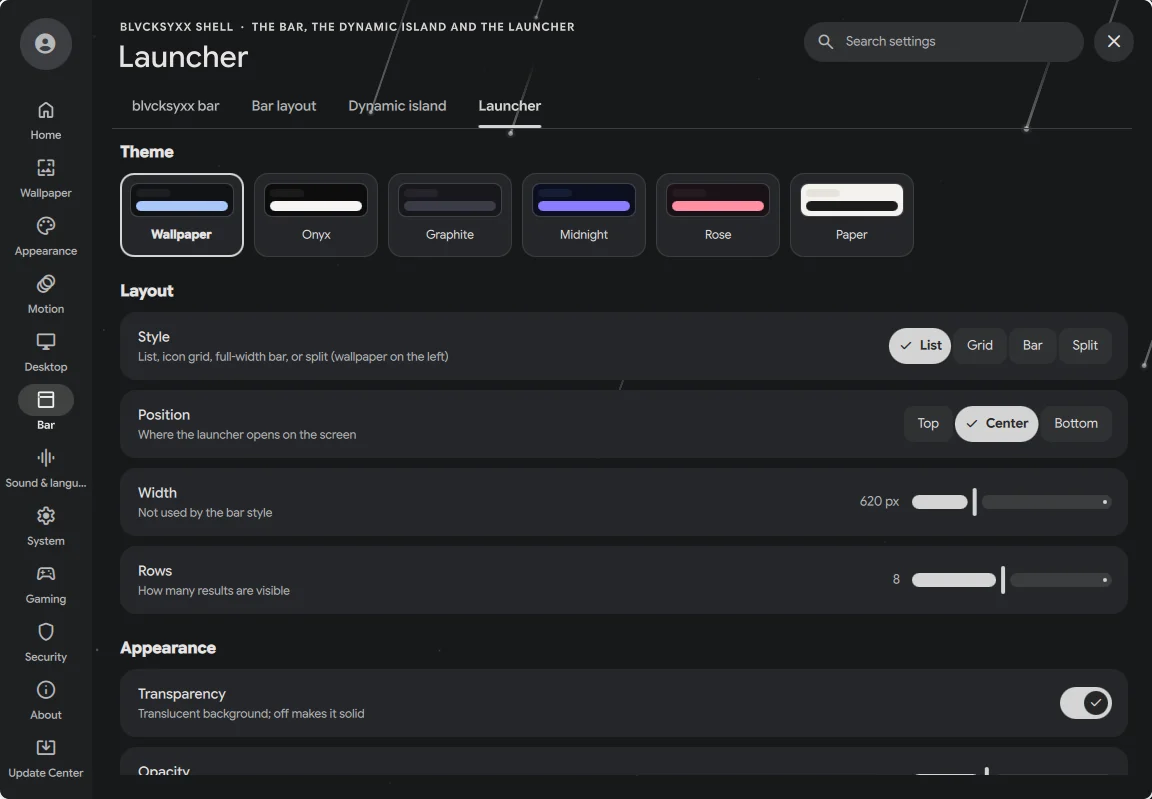 BLVCKSYXX SHELL · THE BAR, THE DYNAMIC ISLAND AND THE LAUNCHER
Launcher
Search settings
blvcksyxx bar
Bar layout
Dynamic island
Launcher
Home
Wallpaper
Appearance
Motion
Desktop
Bar
Sound & langu...
System
Gaming
Security
About
Update Center
Theme
Wallpaper
Onyx
Graphite
Midnight
Rose
Paper
Layout
Style
List, icon grid, full-width bar, or split (wallpaper on the left)
List
Grid
Bar
Split
Position
Where the launcher opens on the screen
Top
Center
Bottom
Width
Not used by the bar style
620 px
Rows
How many results are visible
8
Appearance
Transparency
Translucent background; off makes it solid
Opacity